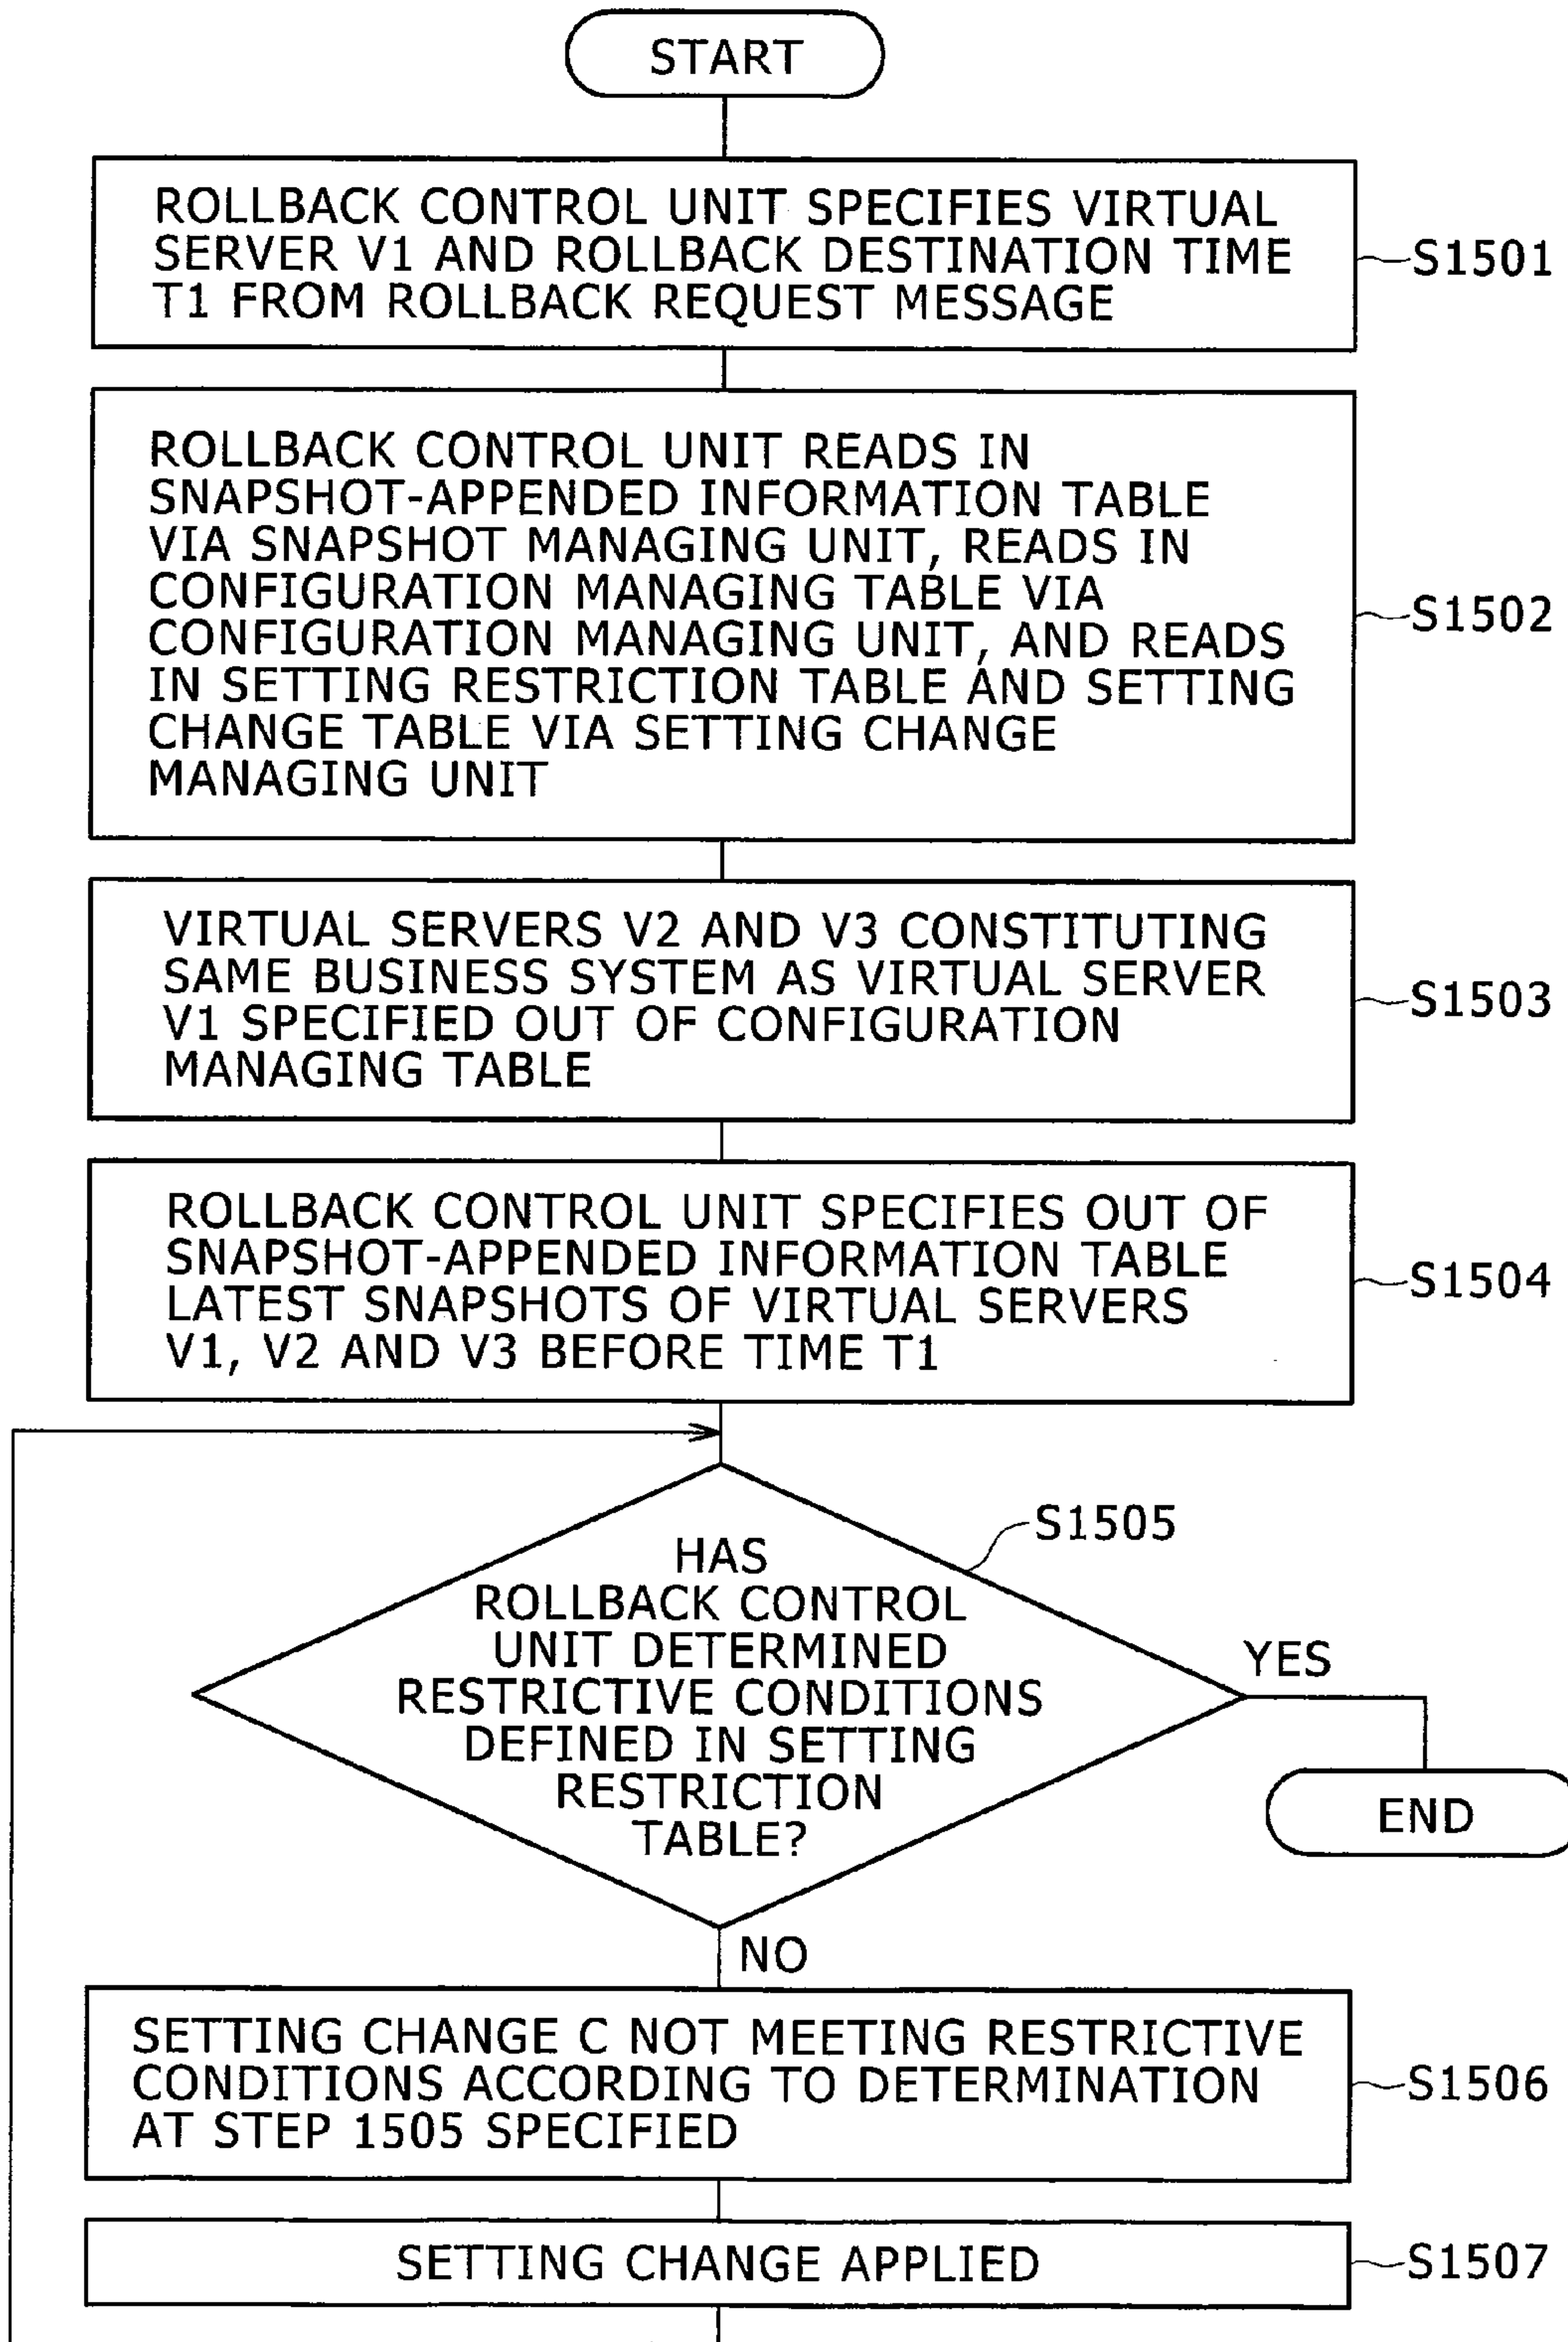 START
ROLLBACK CONTROL UNIT SPECIFIES VIRTUAL
SERVER V1 AND ROLLBACK DESTINATION TIME
T1 FROM ROLLBACK REQUEST MESSAGE
S1501
ROLLBACK CONTROL UNIT READS IN
SNAPSHOT-APPENDED INFORMATION TABLE
VIA SNAPSHOT MANAGING UNIT, READS IN
CONFIGURATION MANAGING TABLE VIA
CONFIGURATION MANAGING UNIT, AND READS
IN SETTING RESTRICTION TABLE AND SETTING
CHANGE TABLE VIA SETTING CHANGE
MANAGING UNIT
S1502
VIRTUAL SERVERS V2 AND V3 CONSTITUTING
SAME BUSINESS SYSTEM AS VIRTUAL SERVER
V1 SPECIFIED OUT OF CONFIGURATION
MANAGING TABLE
S1503
ROLLBACK CONTROL UNIT SPECIFIES OUT OF
SNAPSHOT-APPENDED INFORMATION TABLE
LATEST SNAPSHOTS OF VIRTUAL SERVERS
V1, V2 AND V3 BEFORE TIME T1
S1504
S1505
HAS
ROLLBACK CONTROL
UNIT DETERMINED
RESTRICTIVE CONDITIONS
DEFINED IN SETTING
RESTRICTION
TABLE?
YES
END
NO
SETTING CHANGE C NOT MEETING RESTRICTIVE
CONDITIONS ACCORDING TO DETERMINATION
AT STEP 1505 SPECIFIED
S1506
SETTING CHANGE APPLIED
S1507